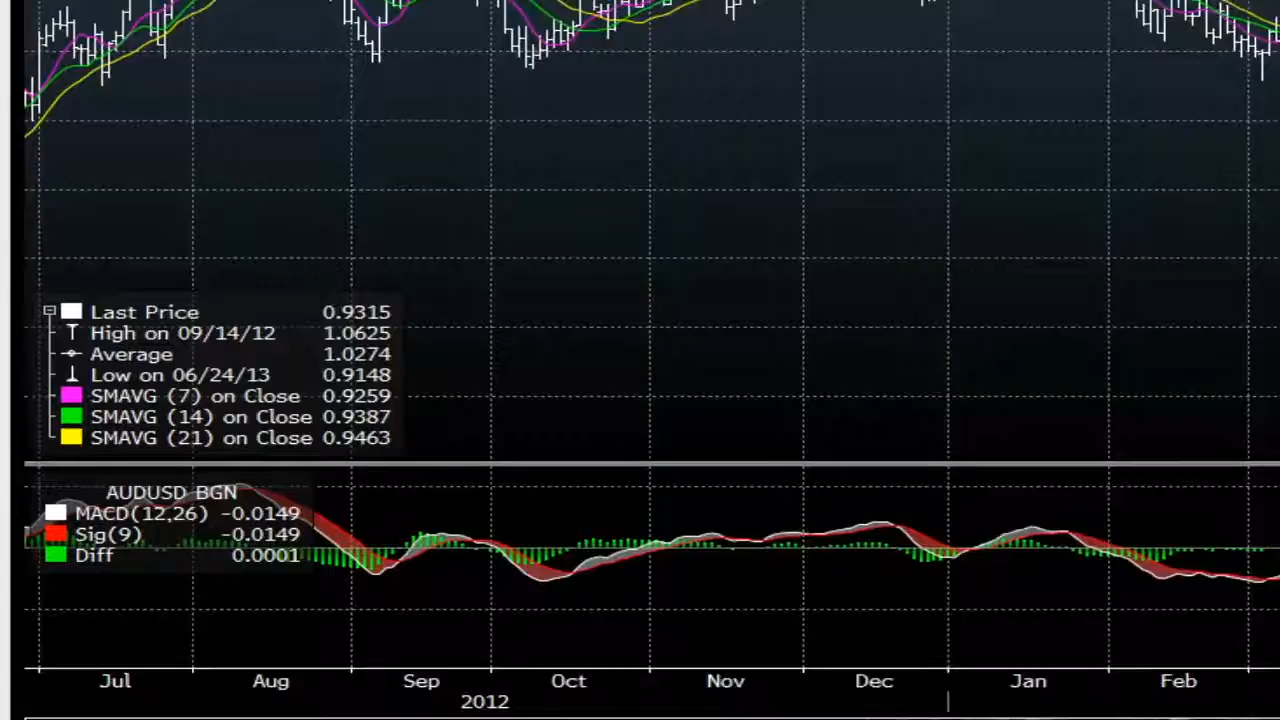 Last Price 0.9315
High on 09/14/12 1.0625
Average 1.0274
Low on 06/24/13 0.9148
SMAVG (7) on Close 0.9259
SMAVG (14) on Close 0.9387
SMAVG (21) on Close 0.9463
AUDUSD BGN
MACD(12,26) -0.0149
Sig(9) -0.0149
Diff 0.0001
Jul Aug Sep Oct Nov Dec Jan Feb
2012